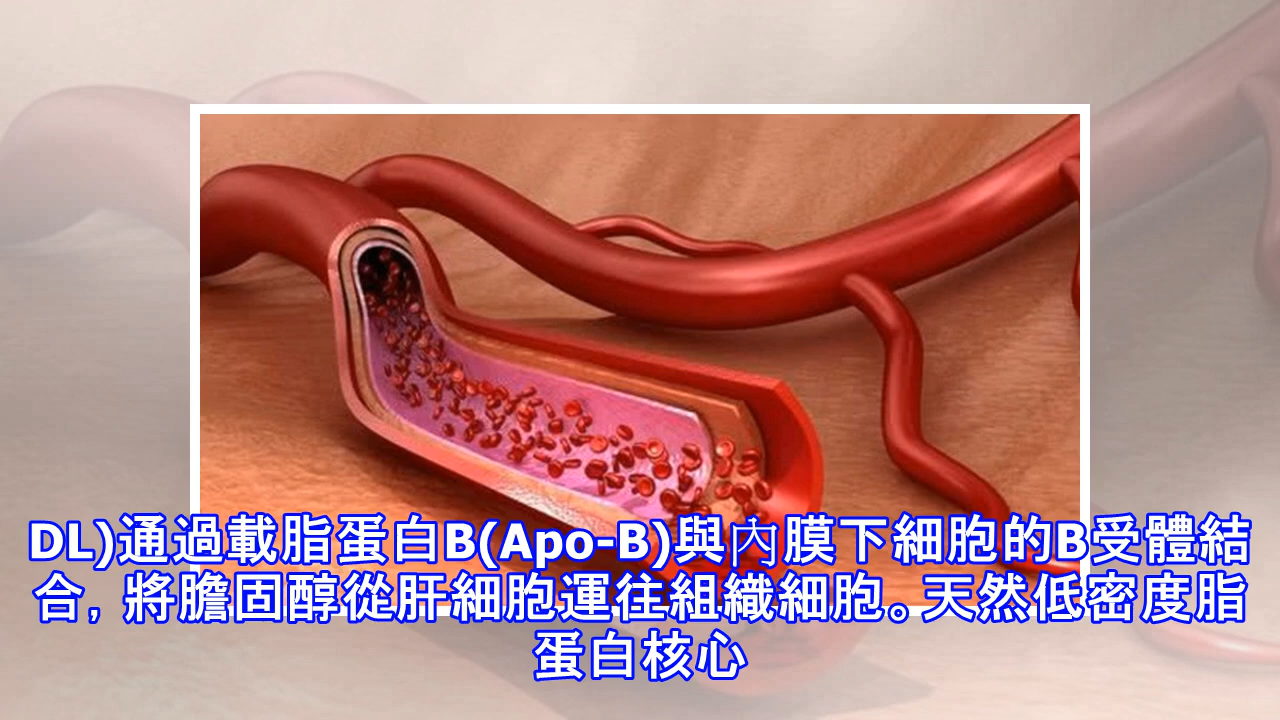 DL)通過載脂蛋白B(Apo-B)與內膜下細胞的B受體結
合，將膽固醇從肝細胞運往組織細胞。天然低密度脂
蛋白核心